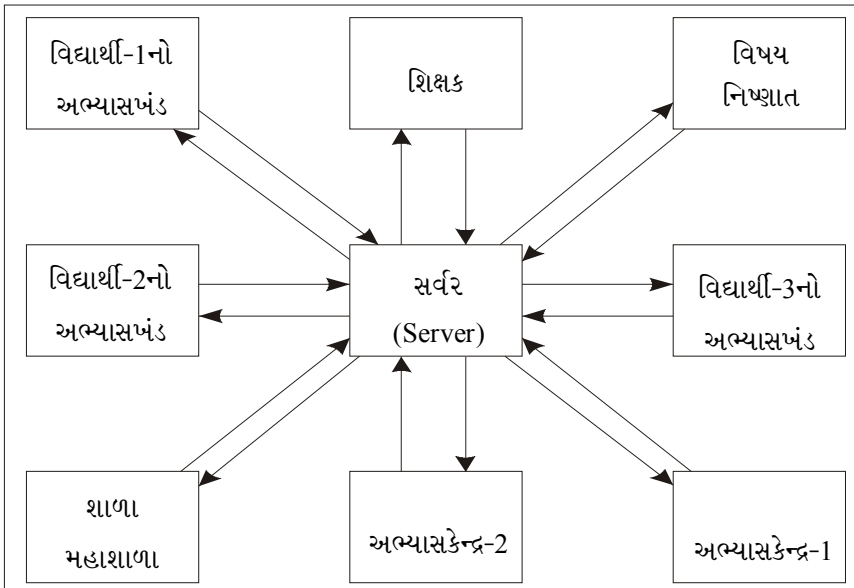 વિદ્યાર્થી-1નો
અભ્યાસખંડ
શિક્ષક
વિષય
નિષ્ણાત
વિદ્યાર્થી-2નો
અભ્યાસખંડ
સર્વર
(Server)
વિદ્યાર્થી-3નો
અભ્યાસખંડ
શાળા
મહાશાળા
અભ્યાસકેન્દ્ર-2
અભ્યાસકેન્દ્ર-1